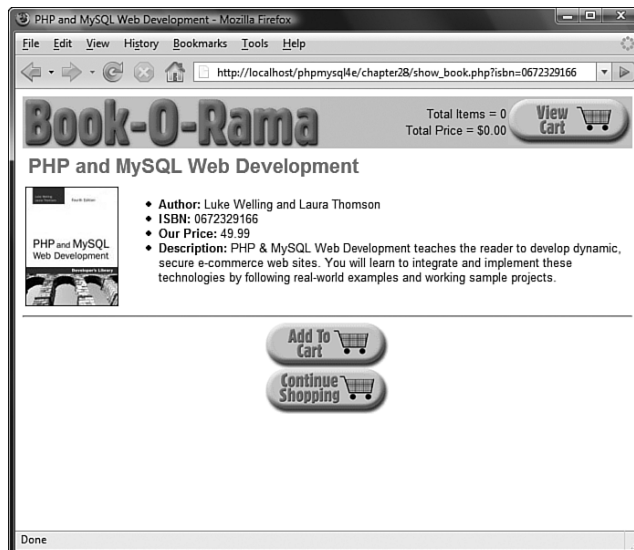 PHP and MySQL Web Development - Mozilla Firefox
File Edit View History Bookmarks Tools Help
http://localhost/phpmysql4e/chapter28/show_book.php?isbn=0672329166
Book-O-Rama
Total Items = 0
Total Price = $0.00
View
Cart
PHP and MySQL Web Development
PHP and MySQL
Web Development
Developer's Library
Author: Luke Welling and Laura Thomson
ISBN: 0672329166
Our Price: 49.99
Description: PHP & MySQL Web Development teaches the reader to develop dynamic,
secure e-commerce web sites. You will learn to integrate and implement these
technologies by following real-world examples and working sample projects.
Add To
Cart
Continue
Shopping
Done